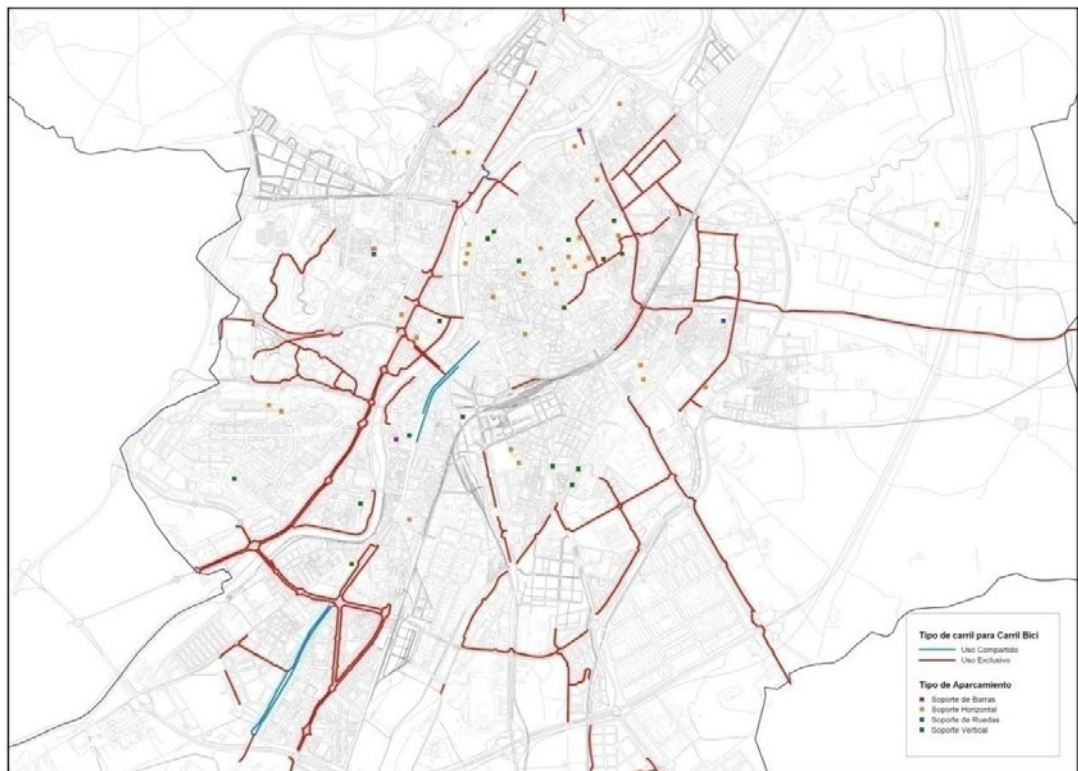 Tipo de carril para Carril Bici
Uso Compartido
Uso Exclusivo
Tipo de Aparcamiento
Soporte de Barras
Soporte Horizontal
Soporte de Ruedas
Soporte Vertical